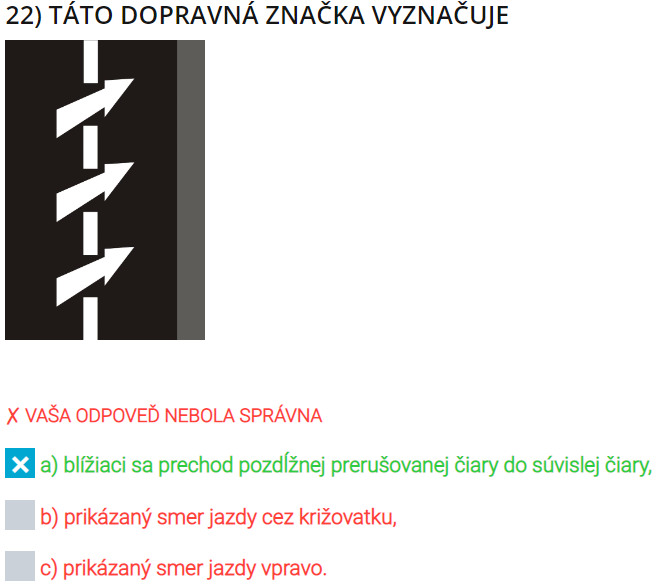 22) TÁTO DOPRAVNÁ ZNAČKA VYZNAČUJE
✗ VAŠA ODPOVEĎ NEBOLA SPRÁVNA
a) blížiaci sa prechod pozdĺžnej prerušovanej čiary do súvislej čiary,
b) prikázaný smer jazdy cez križovatku,
c) prikázaný smer jazdy vpravo.